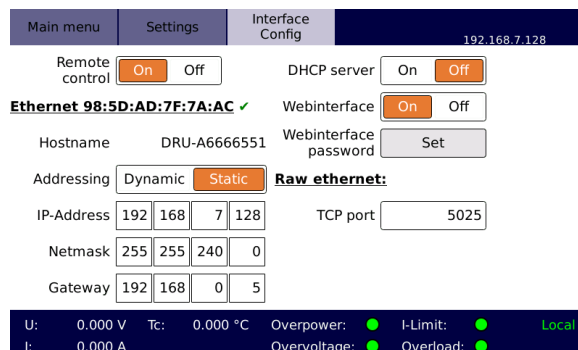 Main menu Settings Interface Config 192.168.7.128
Remote control On Off DHCP server On Off
Ethernet 98:5D:AD:7F:7A:AC ✔ Webinterface On Off
Hostname DRU-A6666551 Webinterface password Set
Addressing Dynamic Static Raw ethernet:
IP-Address 192 168 7 128 TCP port 5025
Netmask 255 255 240 0
Gateway 192 168 0 5
U: 0.000 V Tc: 0.000 °C Overpower: I-Limit: Local
I: 0.000 A Overvoltage: Overload: